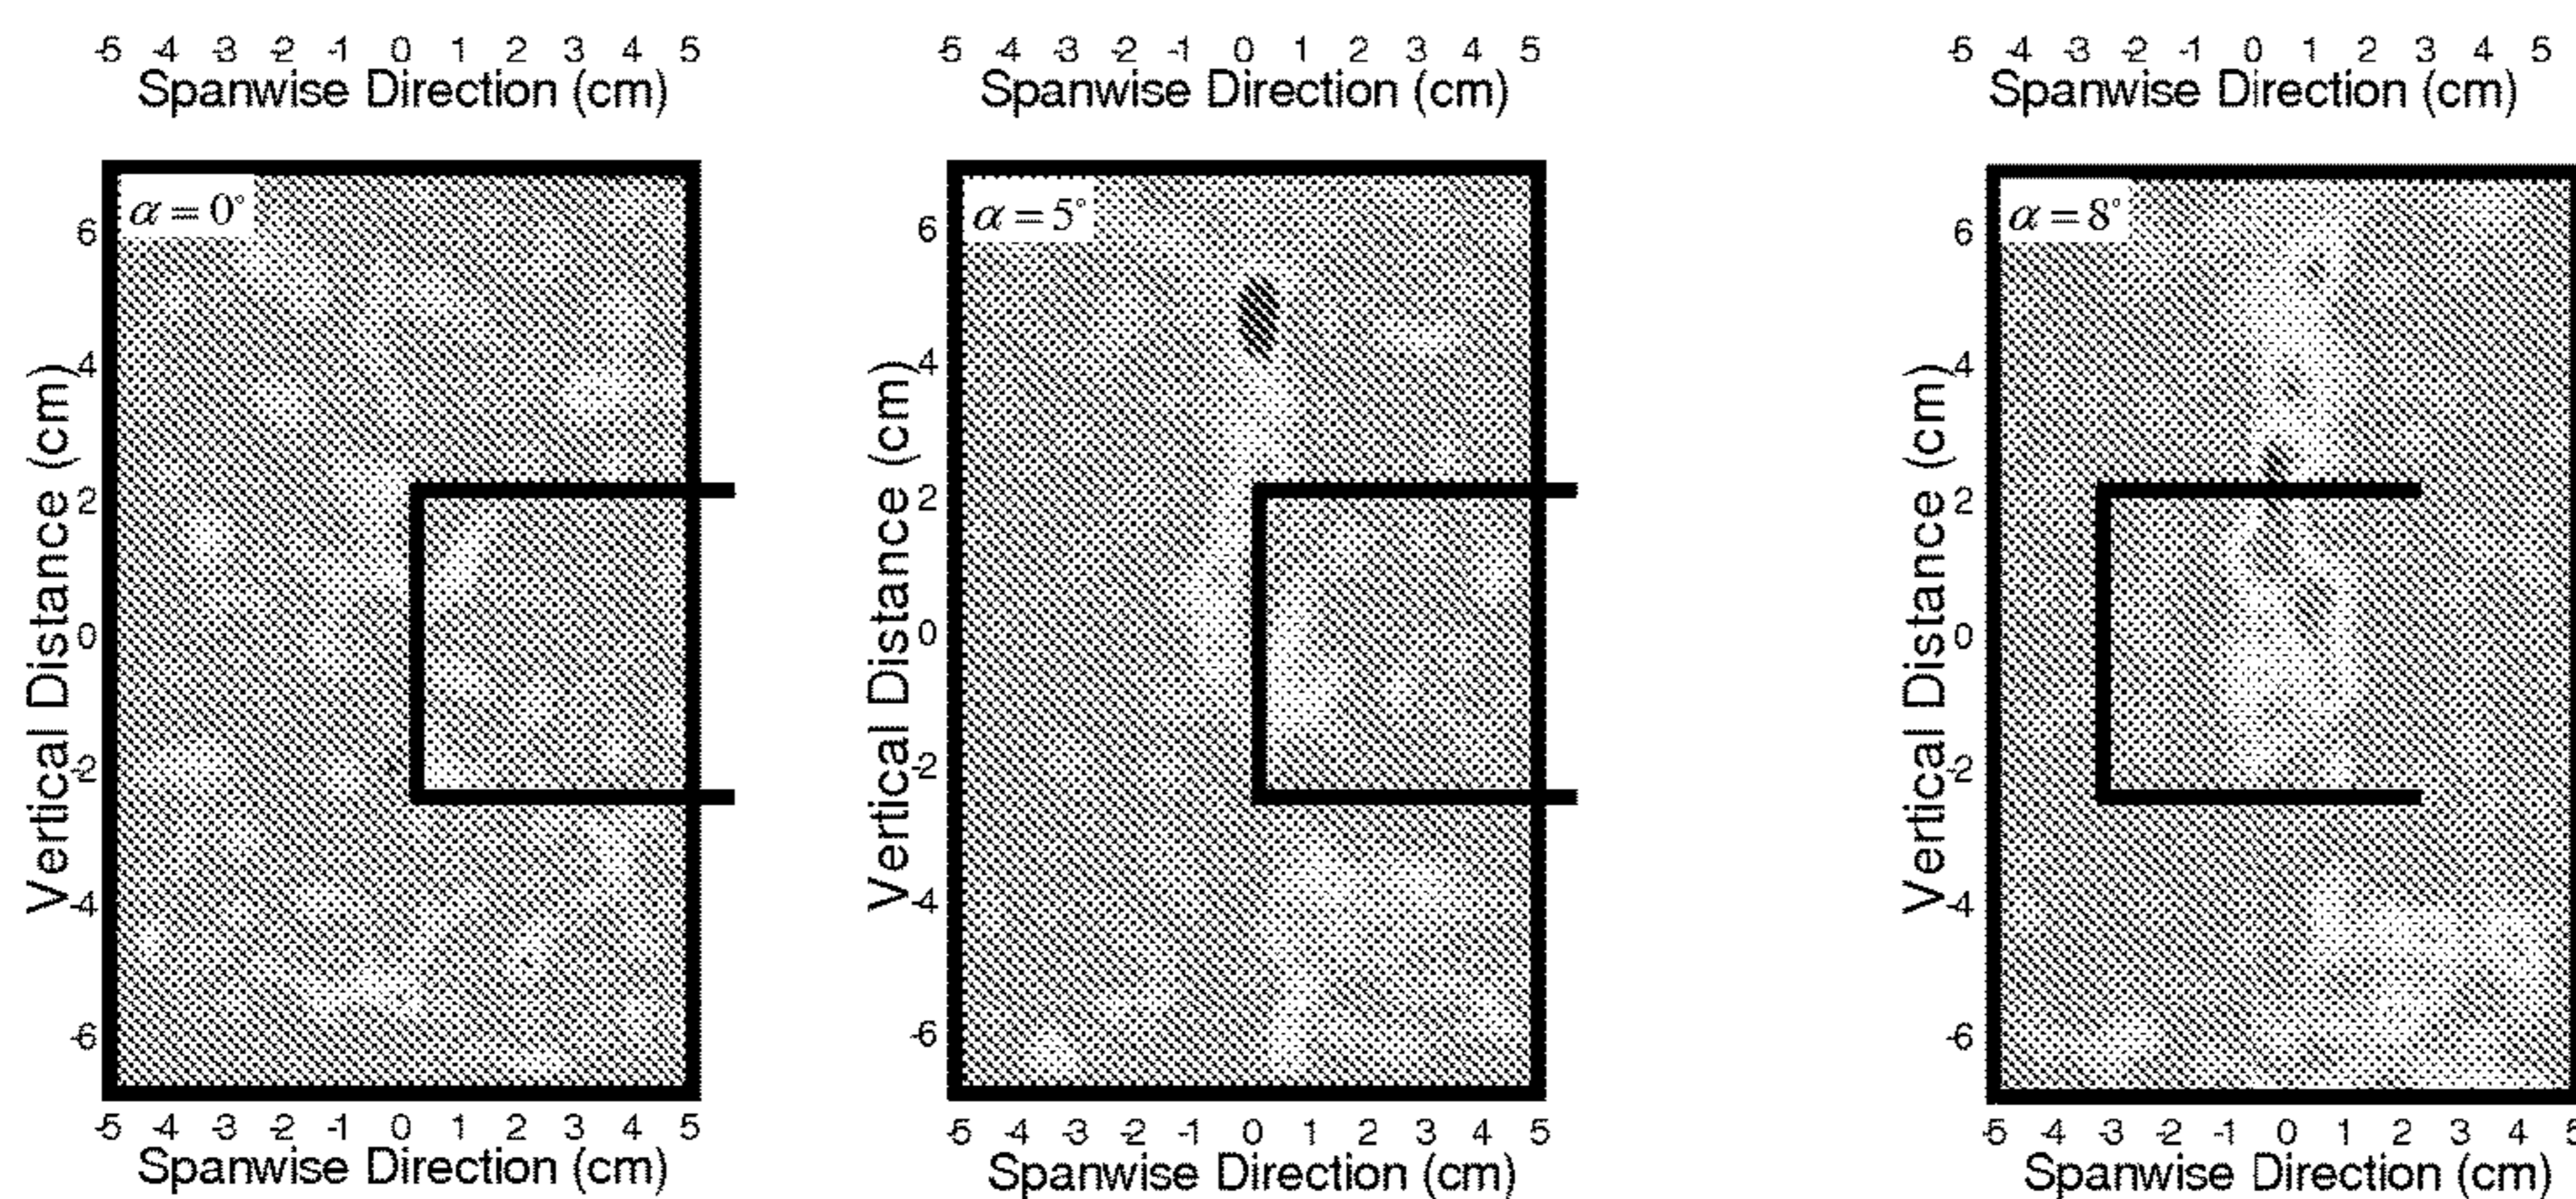 -5 -4 -3 -2 -1 0 1 2 3 4 5
Spanwise Direction (cm)
-5 -4 -3 -2 -1 0 1 2 3 4 5
Spanwise Direction (cm)
-5 -4 -3 -2 -1 0 1 2 3 4 5
Spanwise Direction (cm)
α = 0°
6
4
2
0
-2
-4
-6
Vertical Distance (cm)
-5 -4 -3 -2 -1 0 1 2 3 4 5
Spanwise Direction (cm)
α = 5°
6
4
2
0
-2
-4
-6
Vertical Distance (cm)
-5 -4 -3 -2 -1 0 1 2 3 4 5
Spanwise Direction (cm)
α = 8°
6
4
2
0
-2
-4
-6
Vertical Distance (cm)
-5 -4 -3 -2 -1 0 1 2 3 4 5
Spanwise Direction (cm)